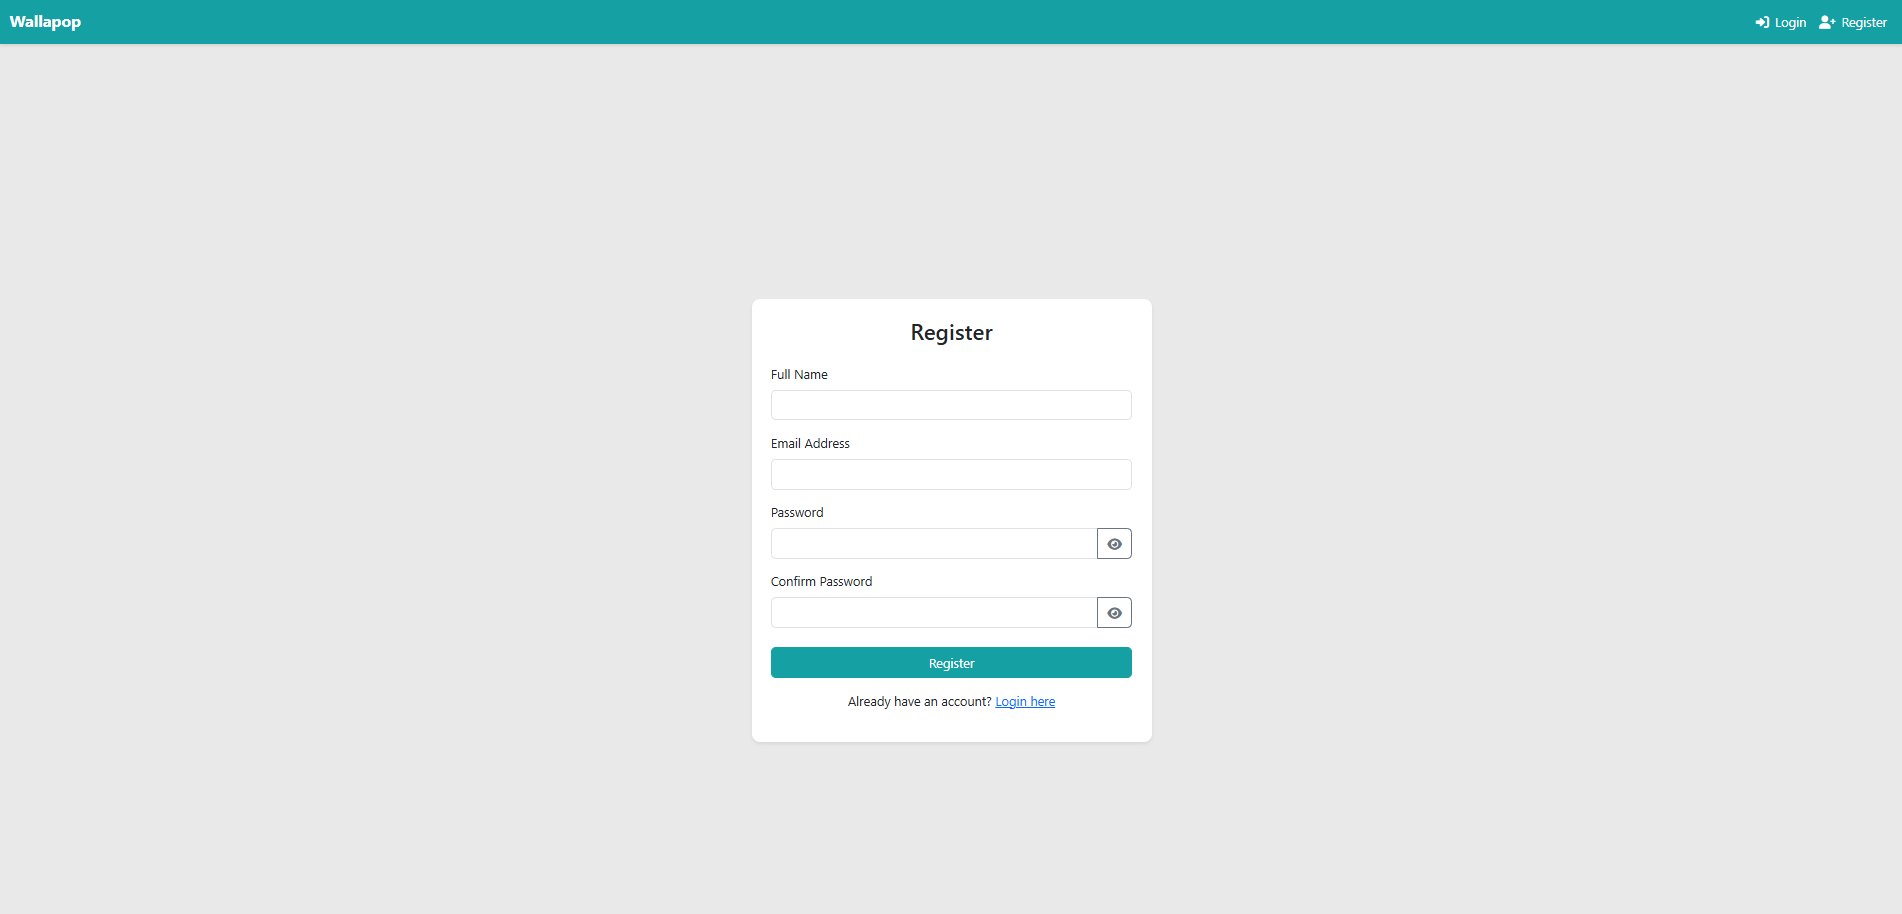 Wallapop
Login Register
Register
Full Name
Email Address
Password
Confirm Password
Register
Already have an account? Login here